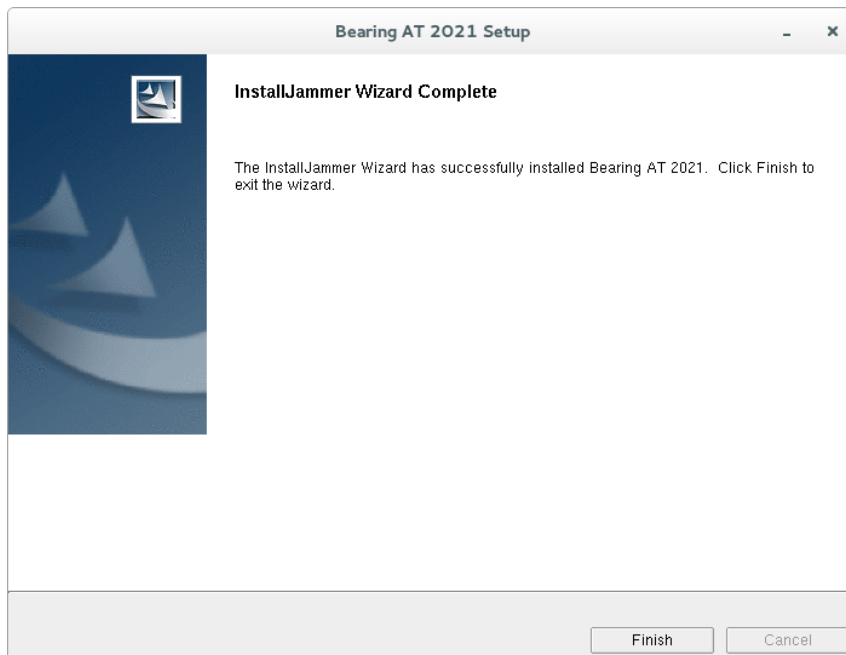 Bearing AT 2021 Setup
InstallJammer Wizard Complete
The InstallJammer Wizard has successfully installed Bearing AT 2021. Click Finish to
exit the wizard.
Finish
Cancel